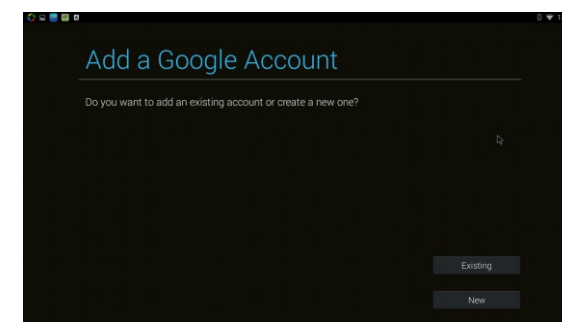 Add a Google Account
Do you want to add an existing account or create a new one?
Existing
New